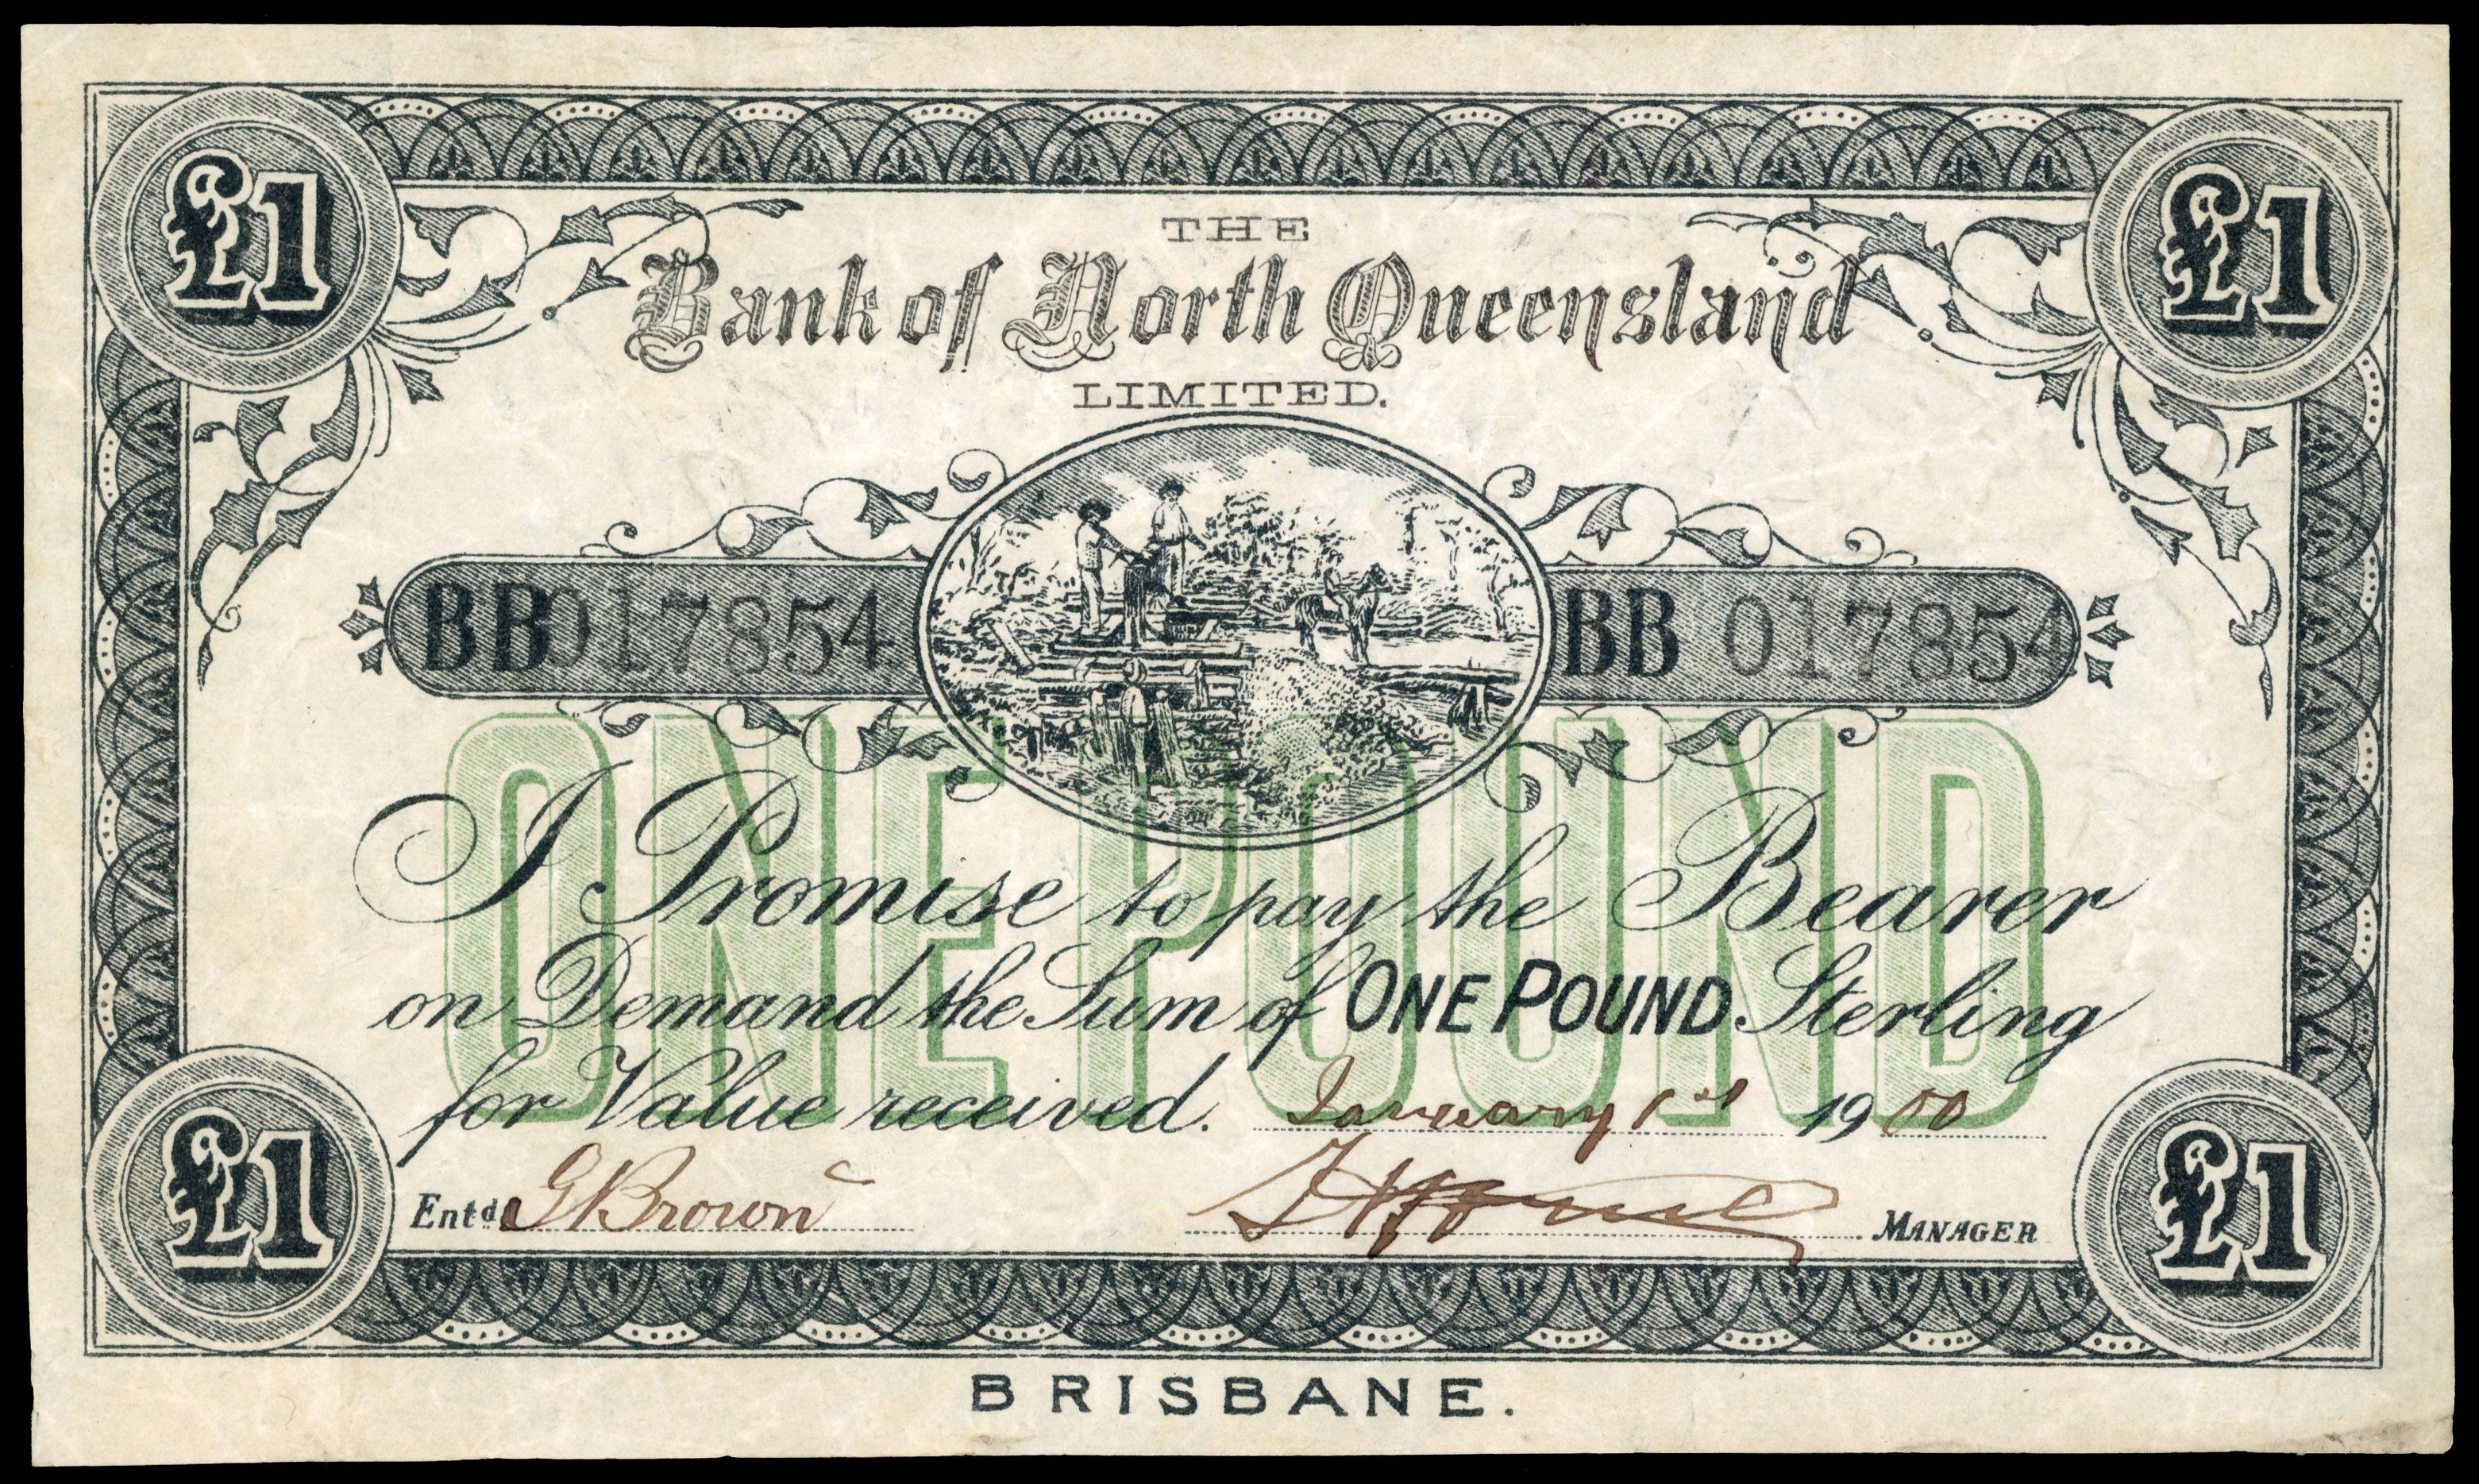 £1
£1
THE
Bank of North Queensland
LIMITED.
BB 017854
BB 017854
ONE POUND
I Promise to pay the Bearer
on Demand the Sum of ONE POUND Sterling
for Value received. January 1st 1900
Entd G Brown
MANAGER
£1
£1
BRISBANE.